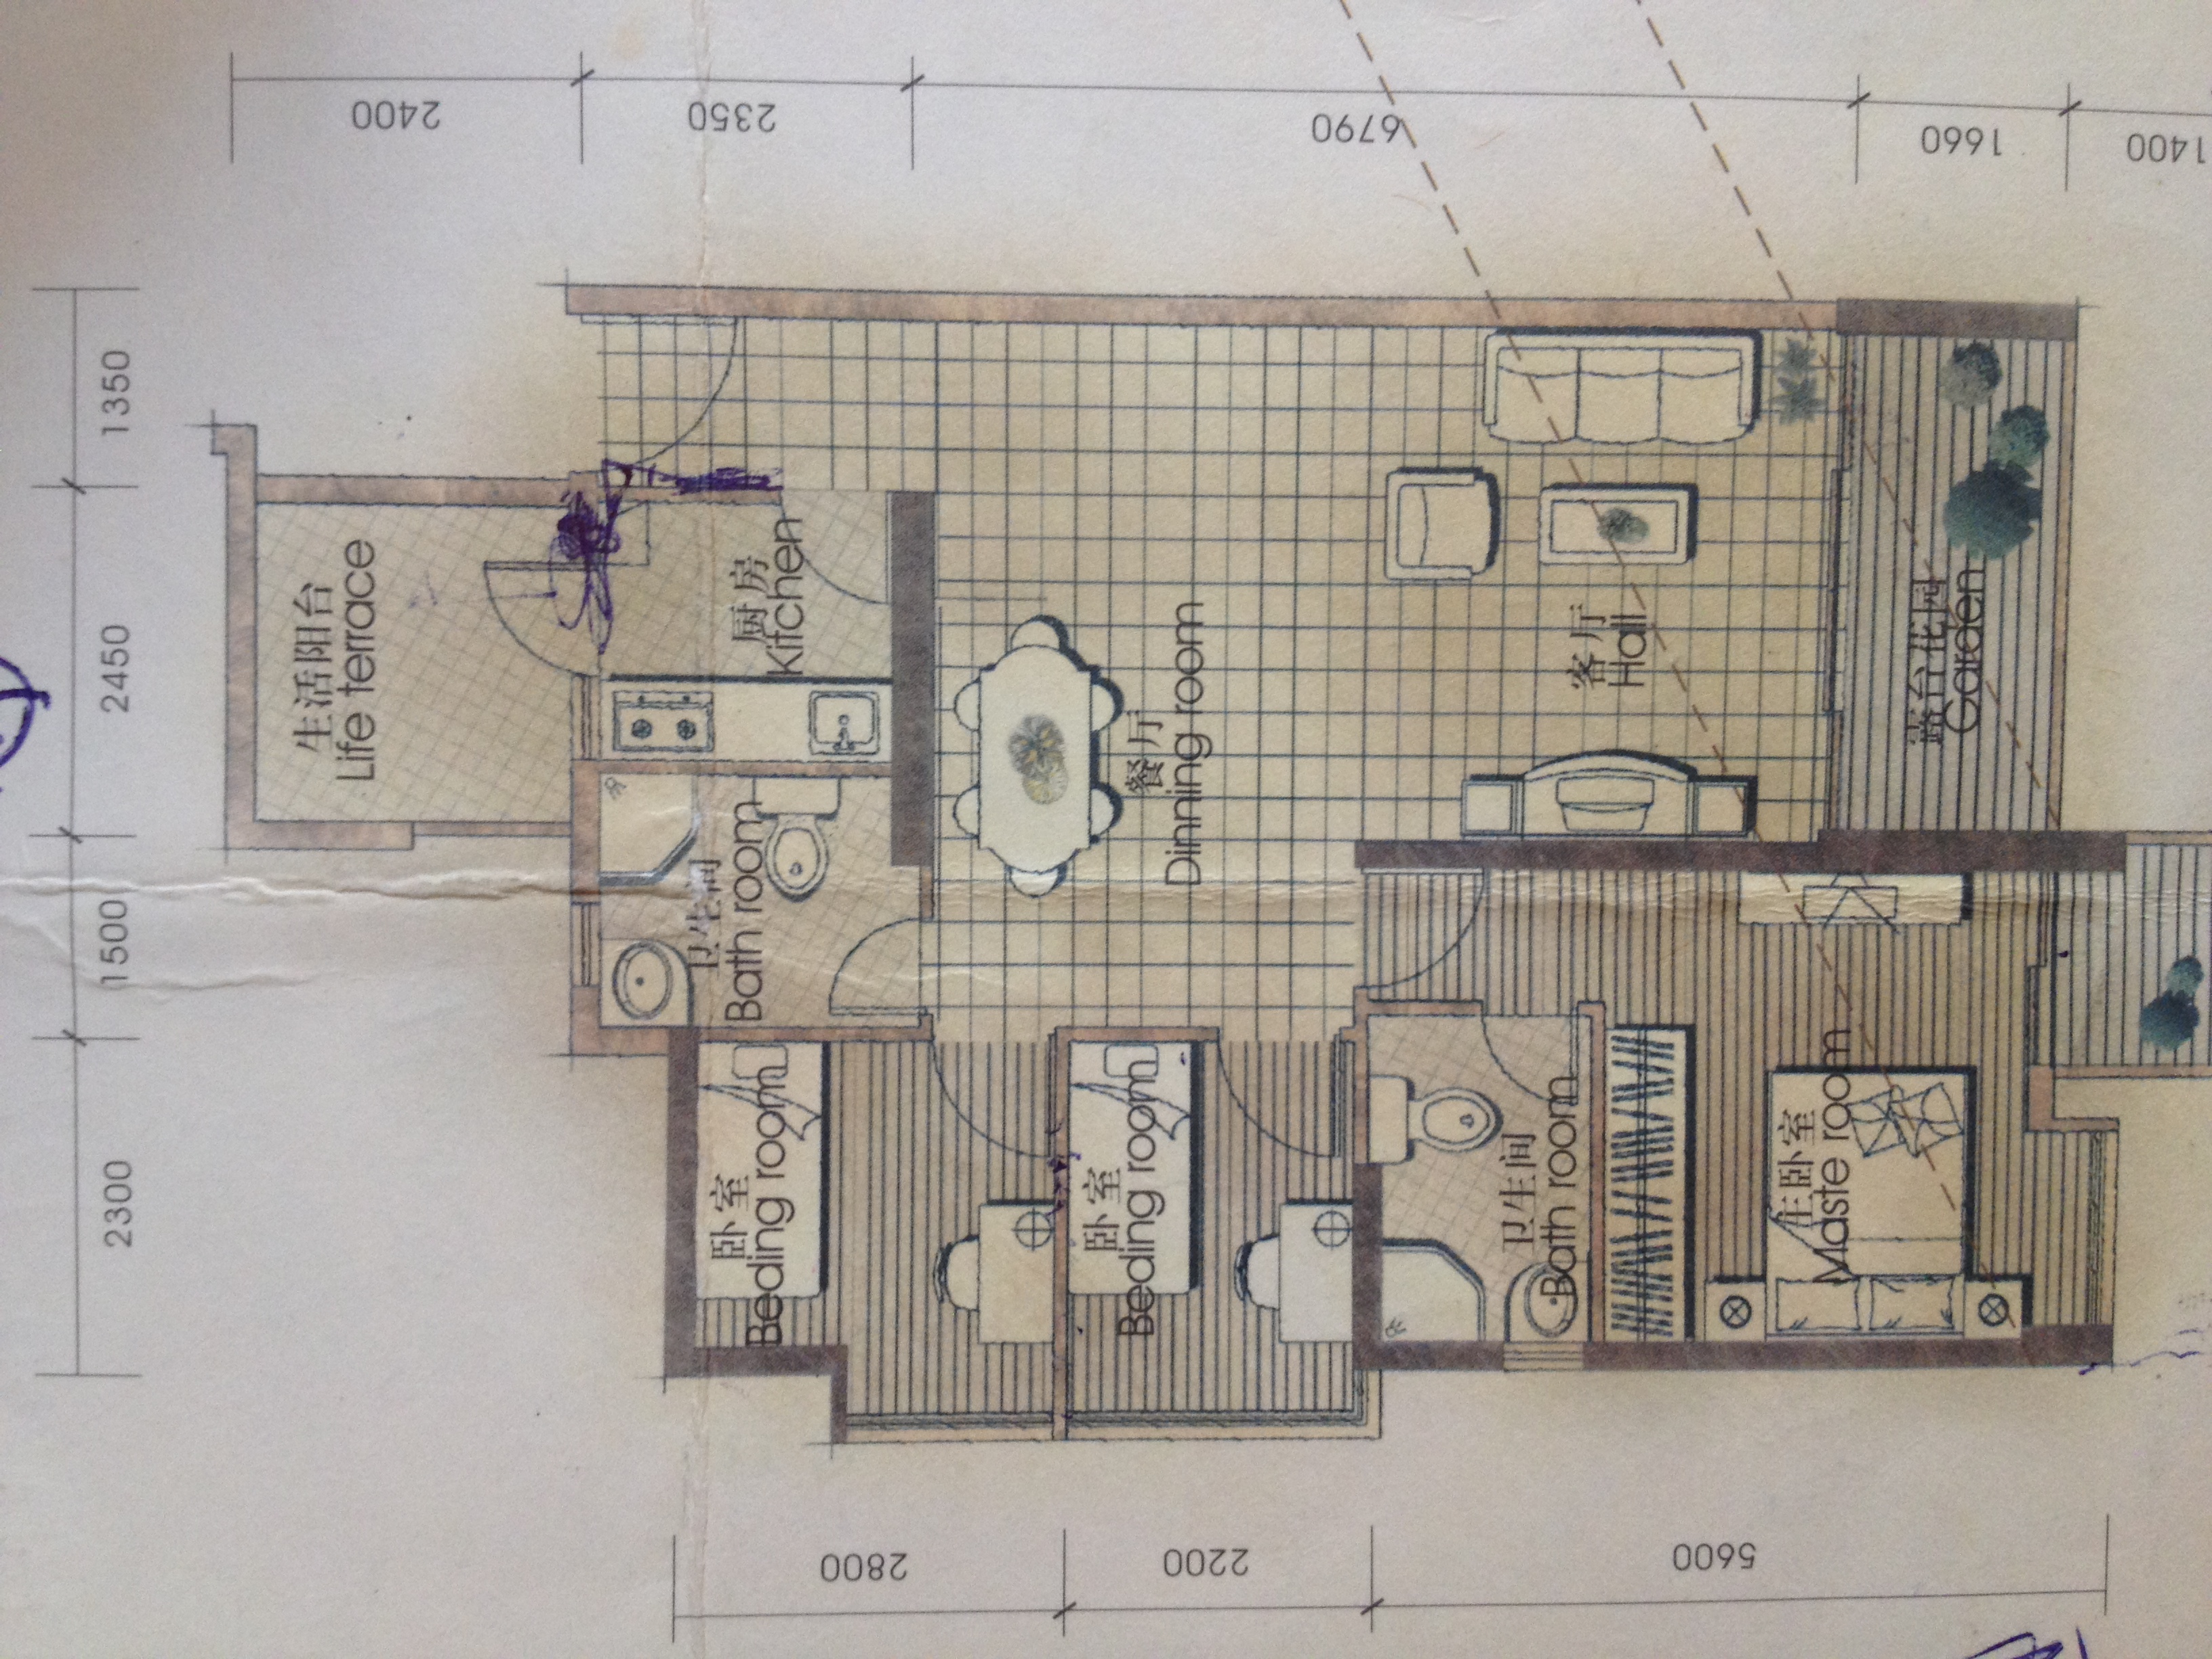 2300
1500
2450
1350
生活阳台
Life terrace
2400
卧室
Beding room
卫生间
Bath room
厨房
Kitchen
2350
2800
卧室
Beding room
餐厅
Dinning room
2200
6790
卫生间
Bath room
客厅
Hall
5600
主卧室
Maste room
露台花园
Garden
1660
1400